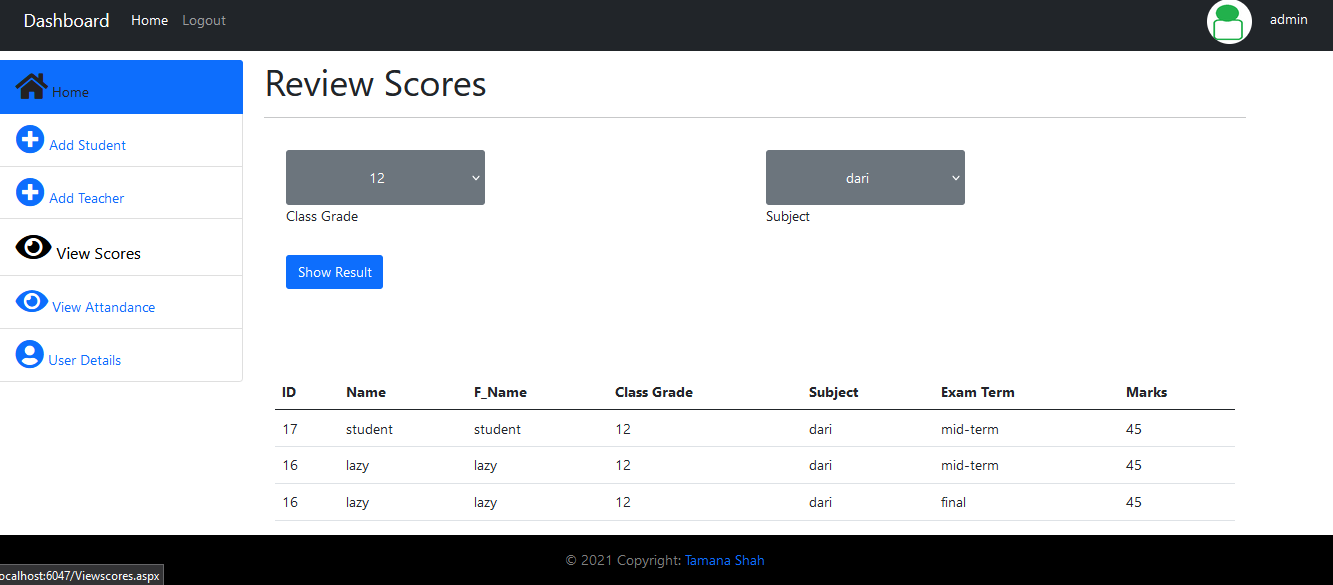 Dashboard Home Logout admin
Home
Add Student
Add Teacher
View Scores
View Attandance
User Details
Review Scores
12 dari
Class Grade Subject
Show Result
ID Name F_Name Class Grade Subject Exam Term Marks
17 student student 12 dari mid-term 45
16 lazy lazy 12 dari mid-term 45
16 lazy lazy 12 dari final 45
© 2021 Copyright: Tamana Shah
ocalhost:6047/Viewscores.aspx